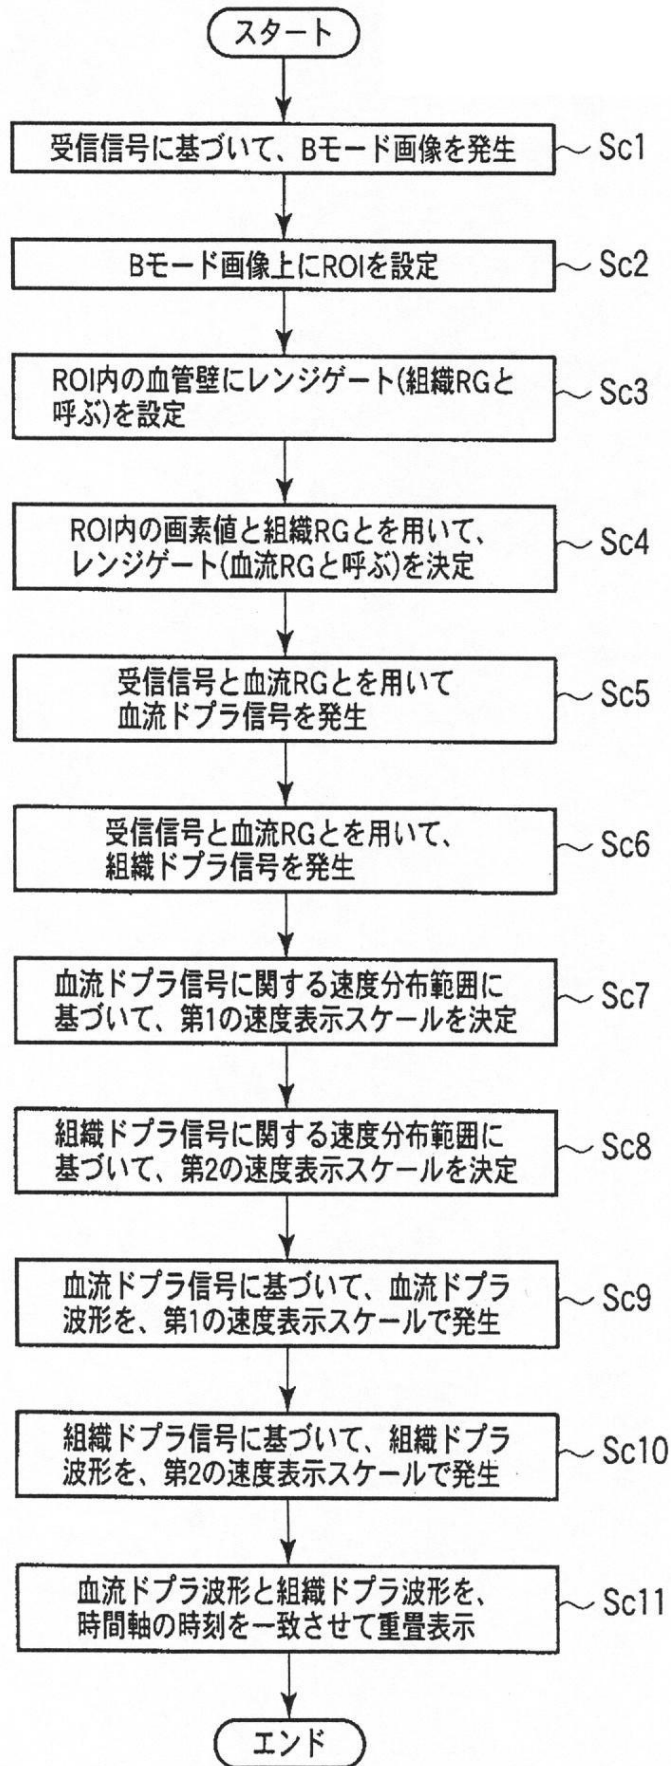 スタート
受信信号に基づいて、Bモード画像を発生 Sc1
Bモード画像上にROIを設定 Sc2
ROI内の血管壁にレンジゲート(組織RGと
呼ぶ)を設定 Sc3
ROI内の画素値と組織RGとを用いて、
レンジゲート(血流RGと呼ぶ)を決定 Sc4
受信信号と血流RGとを用いて
血流ドプラ信号を発生 Sc5
受信信号と血流RGとを用いて、
組織ドプラ信号を発生 Sc6
血流ドプラ信号に関する速度分布範囲に
基づいて、第1の速度表示スケールを決定 Sc7
組織ドプラ信号に関する速度分布範囲に
基づいて、第2の速度表示スケールを決定 Sc8
血流ドプラ信号に基づいて、血流ドプラ
波形を、第1の速度表示スケールで発生 Sc9
組織ドプラ信号に基づいて、組織ドプラ
波形を、第2の速度表示スケールで発生 Sc10
血流ドプラ波形と組織ドプラ波形を、
時間軸の時刻を一致させて重畳表示 Sc11
エンド